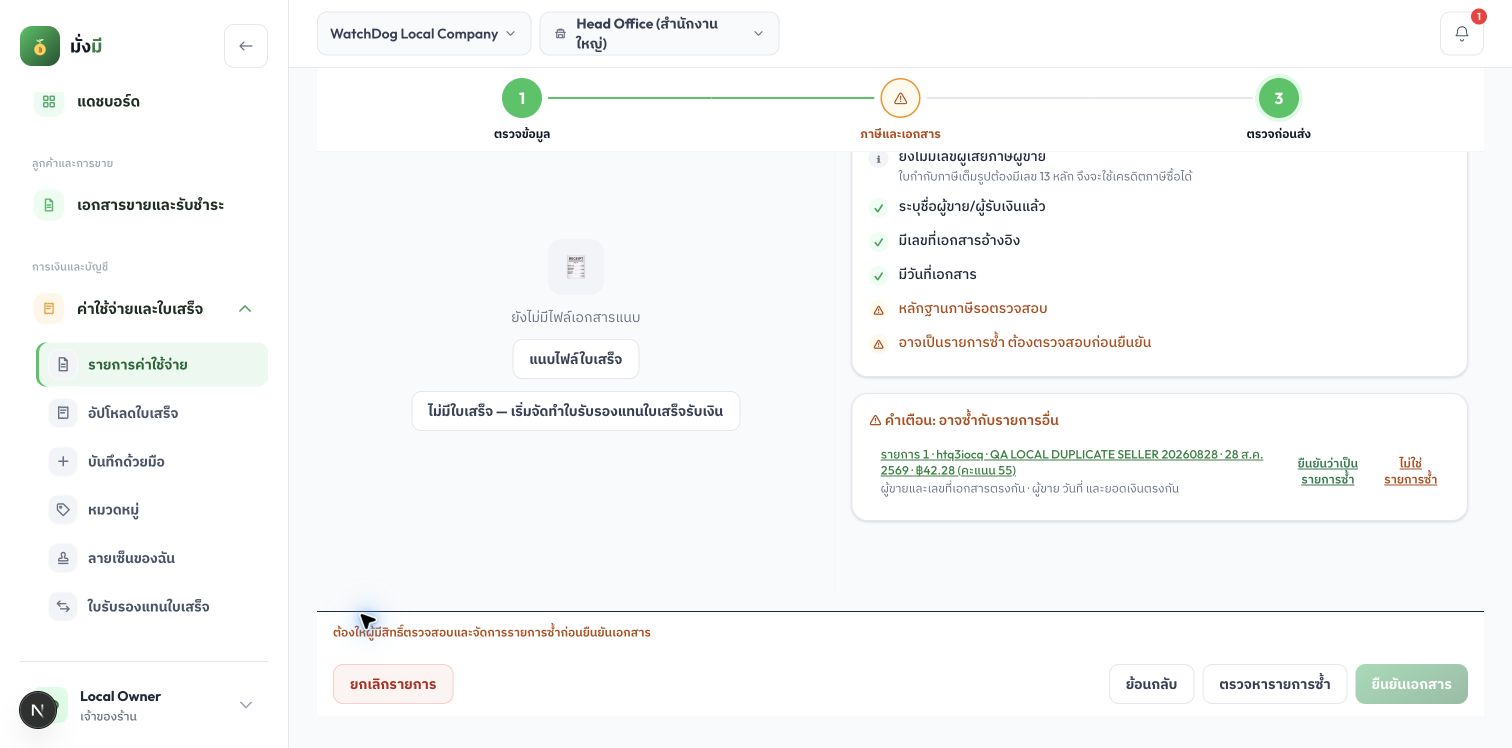 มั่งมี
แดชบอร์ด
ลูกค้าและการขาย
เอกสารขายและรับชำระ
การเงินและบัญชี
ค่าใช้จ่ายและใบเสร็จ
รายการค่าใช้จ่าย
อัปโหลดใบเสร็จ
บันทึกด้วยมือ
หมวดหมู่
ลายเซ็นของฉัน
ใบรับรองแทนใบเสร็จ
N
Local Owner
เจ้าของร้าน
WatchDog Local Company
Head Office (สำนักงาน
ใหญ่)
1
1
3
ตรวจข้อมูล
ภาษีและเอกสาร
ตรวจก่อนส่ง
RECEIPT
ยังไม่มีไฟล์เอกสารแนบ
แนบไฟล์ใบเสร็จ
ไม่มีใบเสร็จ — เริ่มจัดทำใบรับรองแทนใบเสร็จรับเงิน
ยังไม่มีเลขผู้เสียภาษีผู้ขาย
ใบกำกับภาษีเต็มรูปต้องมีเลข 13 หลัก จึงจะใช้เครดิตภาษีซื้อได้
ระบุชื่อผู้ขาย/ผู้รับเงินแล้ว
มีเลขที่เอกสารอ้างอิง
มีวันที่เอกสาร
หลักฐานภาษีรอตรวจสอบ
อาจเป็นรายการซ้ำ ต้องตรวจสอบก่อนยืนยัน
คำเตือน: อาจซ้ำกับรายการอื่น
รายการ 1 · htq3iocq · QA LOCAL DUPLICATE SELLER 20260828 · 28 ส.ค.
2569 · ฿42.28 (คะแนน 55)
ผู้ขายและเลขที่เอกสารตรงกัน · ผู้ขาย วันที่ และยอดเงินตรงกัน
ยืนยันว่าเป็น
รายการซ้ำ
ไม่ใช่
รายการซ้ำ
ต้องให้ผู้มีสิทธิ์ตรวจสอบและจัดการรายการซ้ำก่อนยืนยันเอกสาร
ยกเลิกรายการ
ย้อนกลับ
ตรวจหารายการซ้ำ
ยืนยันเอกสาร